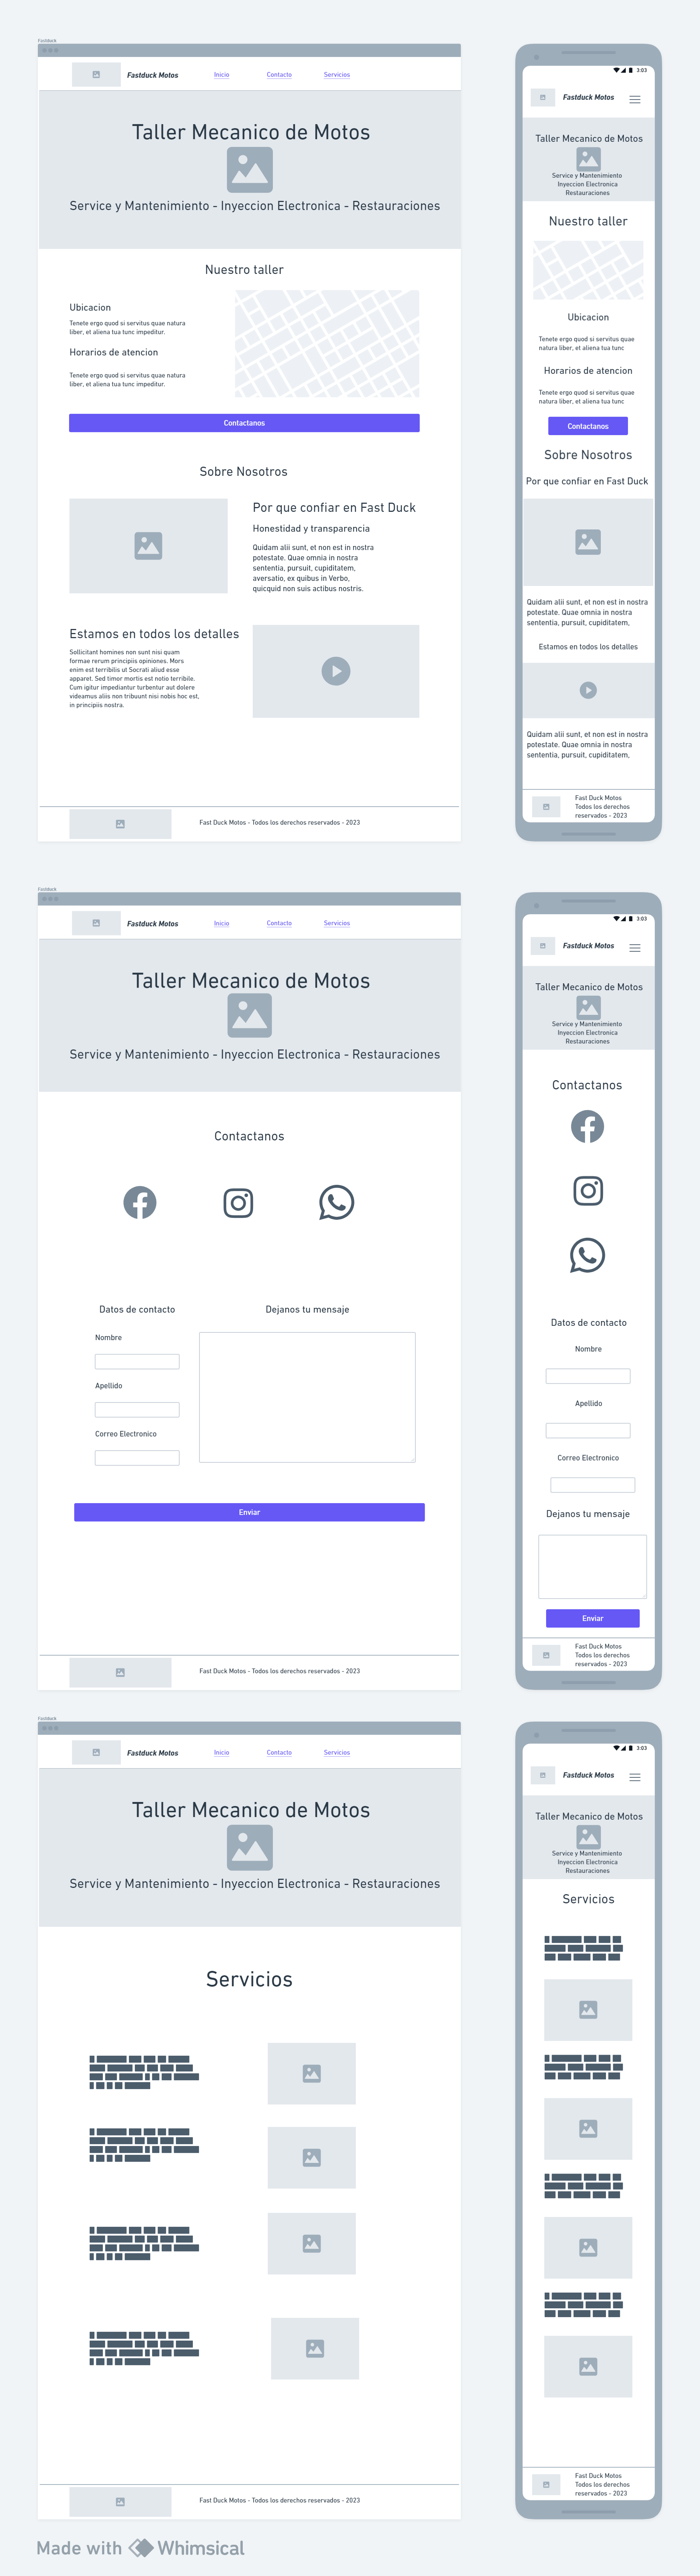 Fastduck
Fastduck Motos
Inicio
Contacto
Servicios
Taller Mecanico de Motos
Service y Mantenimiento - Inyeccion Electronica - Restauraciones
Nuestro taller
Ubicacion
Tenete ergo quod si servitus quae natura
liber, et aliena tua tunc impeditur.
Horarios de atencion
Tenete ergo quod si servitus quae natura
liber, et aliena tua tunc impeditur.
Contactanos
Sobre Nosotros
Por que confiar en Fast Duck
Honestidad y transparencia
Quidam alii sunt, et non est in nostra
potestate. Quae omnia in nostra
sententia, pursuit, cupiditatem,
aversatio, ex quibus in Verbo,
quicquid non suis actibus nostris.
Estamos en todos los detalles
Sollicitant homines non sunt nisi quam
formae rerum principiis opiniones. Mors
enim est terribilis ut Socrati aliud esse
apparet. Sed timor mortis est notio terribile.
Cum igitur impediantur turbentur aut dolere
videamus aliis non tribuunt nisi nobis hoc est,
in principiis nostra.
Fast Duck Motos - Todos los derechos reservados - 2023
3:03
Fastduck Motos
Taller Mecanico de Motos
Service y Mantenimiento
Inyeccion Electronica
Restauraciones
Nuestro taller
Ubicacion
Tenete ergo quod si servitus quae
natura liber, et aliena tua tunc
Horarios de atencion
Tenete ergo quod si servitus quae
natura liber, et aliena tua tunc
Contactanos
Sobre Nosotros
Por que confiar en Fast Duck
Quidam alii sunt, et non est in nostra
potestate. Quae omnia in nostra
sententia, pursuit, cupiditatem,
Estamos en todos los detalles
Quidam alii sunt, et non est in nostra
potestate. Quae omnia in nostra
sententia, pursuit, cupiditatem,
Fast Duck Motos
Todos los derechos
reservados - 2023
Fastduck
Fastduck Motos
Inicio
Contacto
Servicios
Taller Mecanico de Motos
Service y Mantenimiento - Inyeccion Electronica - Restauraciones
Contactanos
Datos de contacto
Dejanos tu mensaje
Nombre
Apellido
Correo Electronico
Enviar
Fast Duck Motos - Todos los derechos reservados - 2023
3:03
Fastduck Motos
Taller Mecanico de Motos
Service y Mantenimiento
Inyeccion Electronica
Restauraciones
Contactanos
Datos de contacto
Nombre
Apellido
Correo Electronico
Dejanos tu mensaje
Enviar
Fast Duck Motos
Todos los derechos
reservados - 2023
Fastduck
Fastduck Motos
Inicio
Contacto
Servicios
Taller Mecanico de Motos
Service y Mantenimiento - Inyeccion Electronica - Restauraciones
Servicios
Fast Duck Motos - Todos los derechos reservados - 2023
3:03
Fastduck Motos
Taller Mecanico de Motos
Service y Mantenimiento
Inyeccion Electronica
Restauraciones
Servicios
Fast Duck Motos
Todos los derechos
reservados - 2023
Made with Whimsical